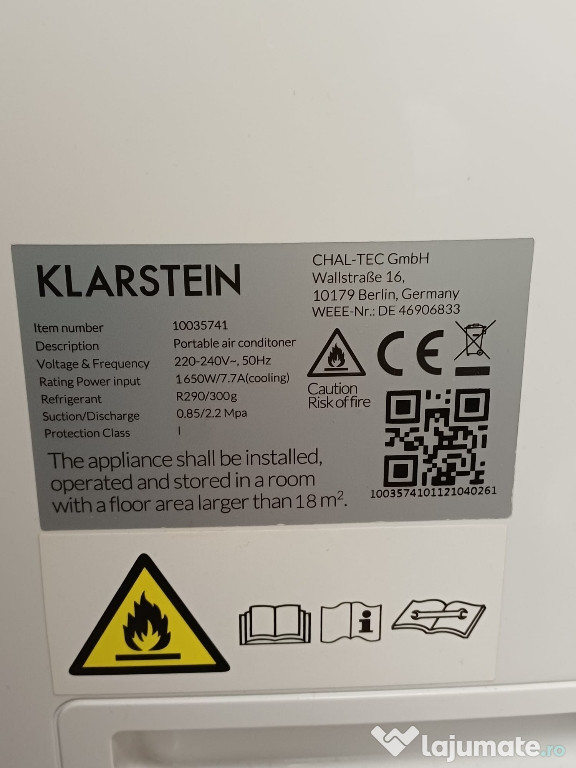 KLARSTEIN
CHAL-TEC GmbH
Wallstraße 16,
10179 Berlin, Germany
WEEE-Nr.: DE 46906833
Item number 10035741
Description Portable air conditoner
Voltage & Frequency 220-240V~, 50Hz
Rating Power input 1650W/7.7A(cooling)
Refrigerant R290/300g
Suction/Discharge 0.85/2.2 Mpa
Protection Class I
CE
Caution
Risk of fire
The appliance shall be installed,
operated and stored in a room
with a floor area larger than 18 m².
1003574101121040261
i
lajumate.ro